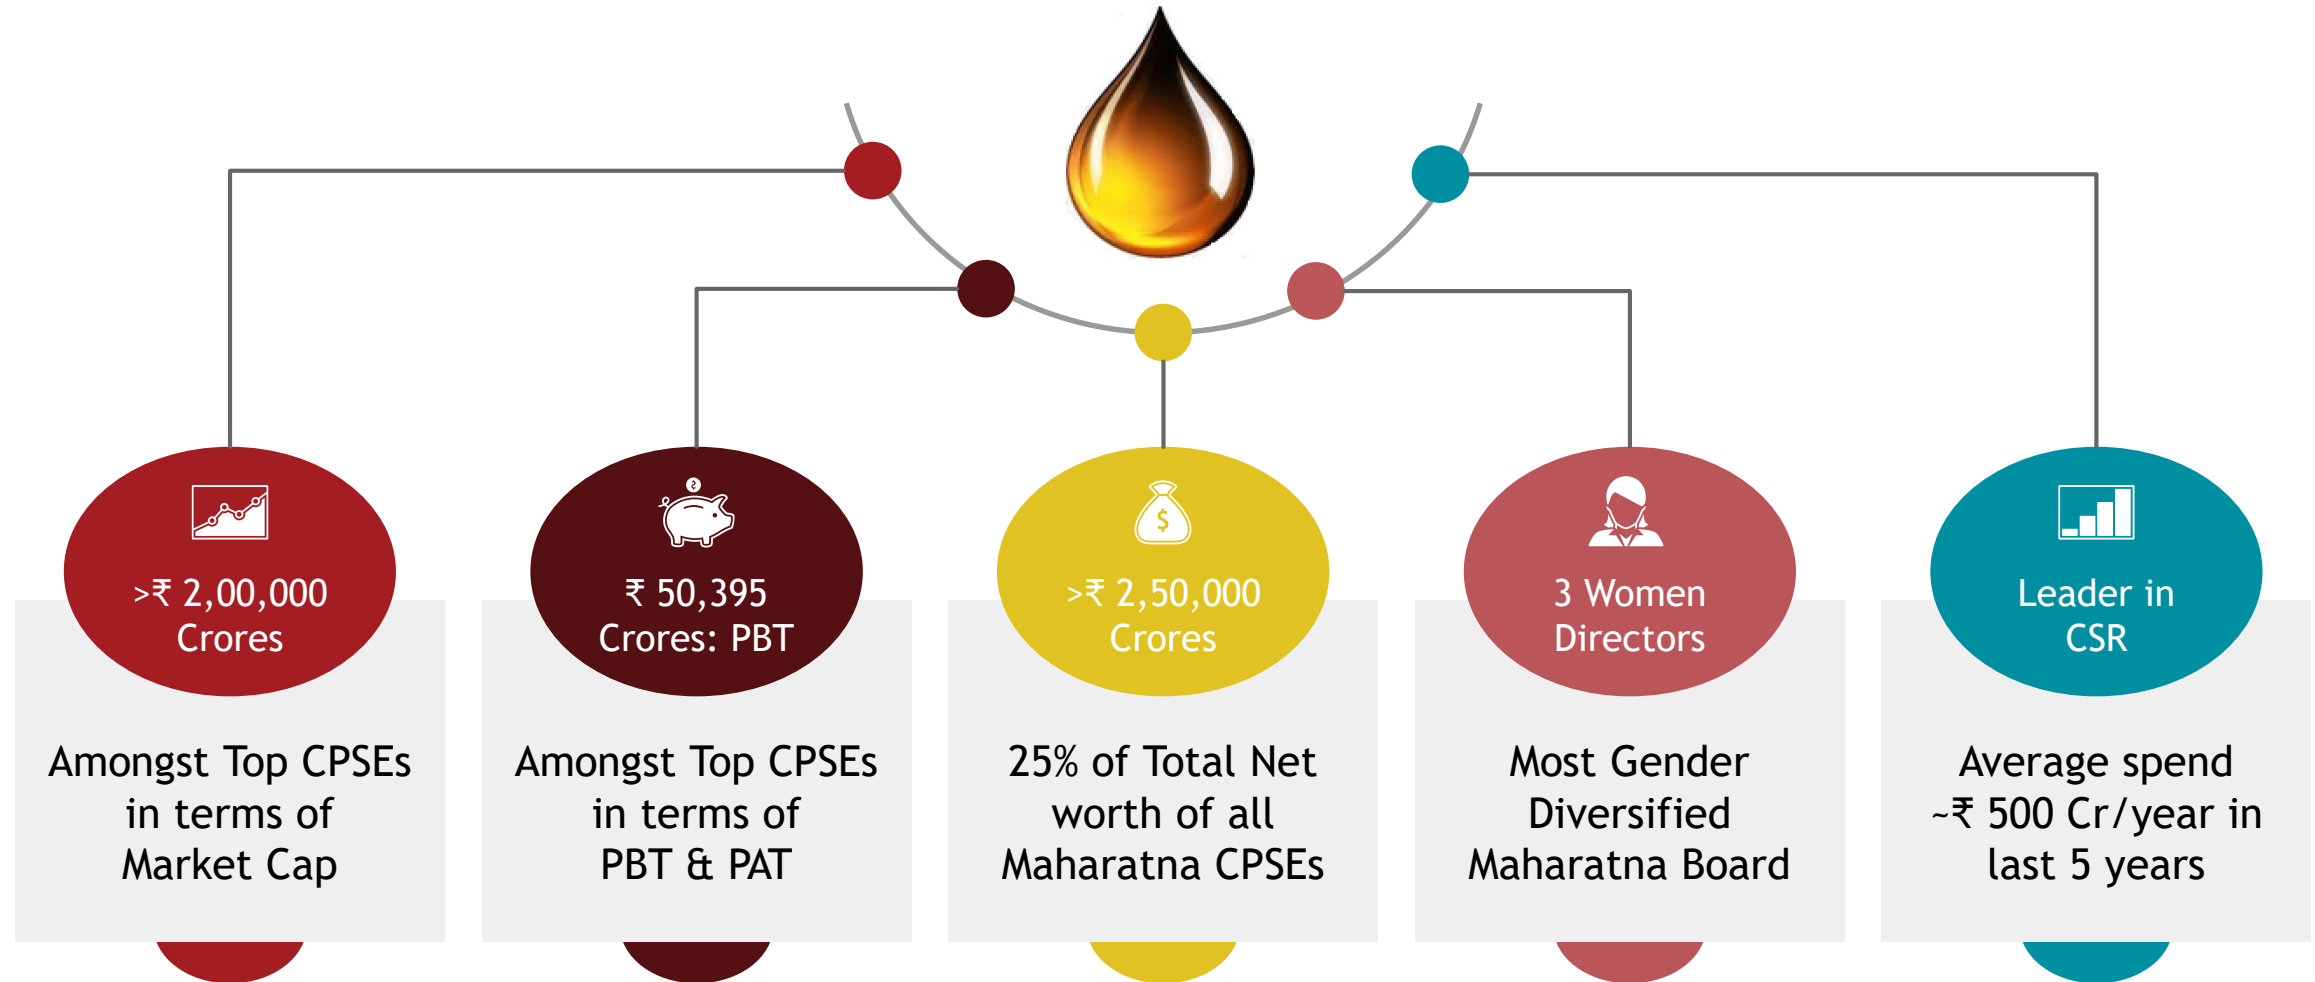 >₹ 2,00,000
Crores
Amongst Top CPSEs
in terms of
Market Cap
₹ 50,395
Crores: PBT
Amongst Top CPSEs
in terms of
PBT & PAT
$
>₹ 2,50,000
Crores
25% of Total Net
worth of all
Maharatna CPSEs
3 Women
Directors
Most Gender
Diversified
Maharatna Board
Leader in
CSR
Average spend
~₹ 500 Cr/year in
last 5 years